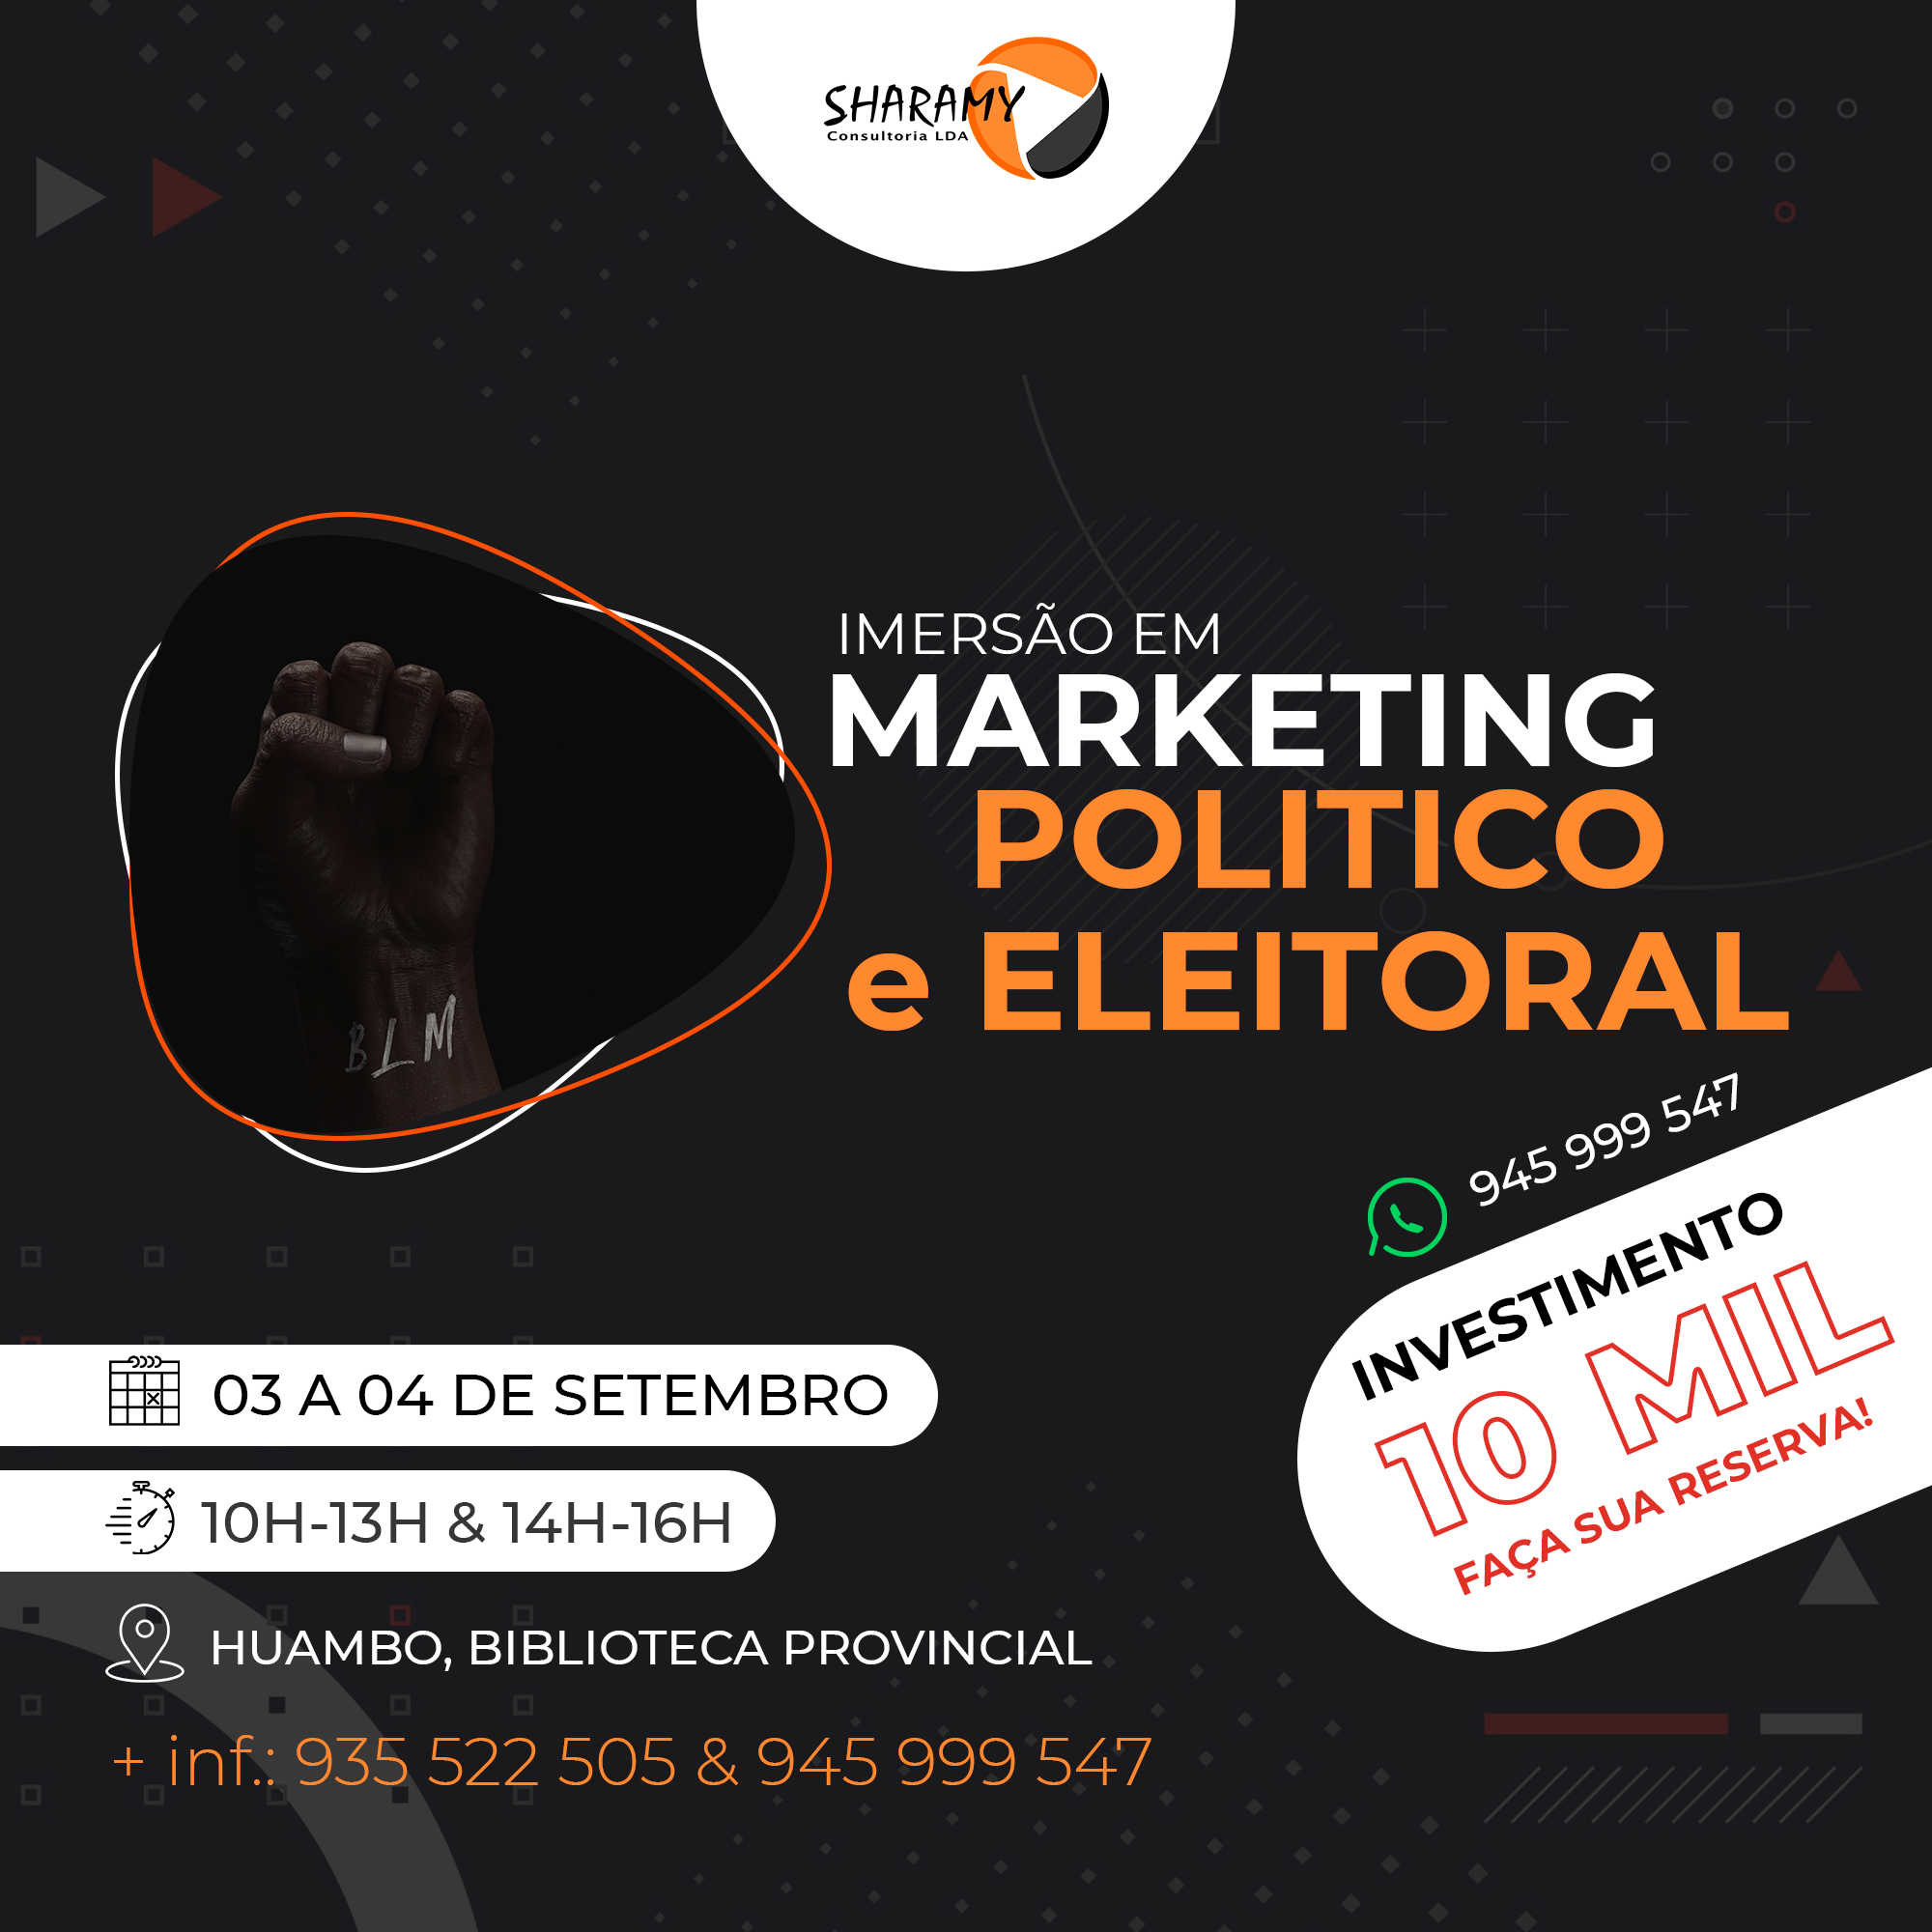 SHARAMY
Consultoria LDA
IMERSÃO EM
MARKETING
POLITICO
e ELEITORAL
BLM
945 999 547
INVESTIMENTO
10 MIL
FAÇA SUA RESERVA!
03 A 04 DE SETEMBRO
10H-13H & 14H-16H
HUAMBO, BIBLIOTECA PROVINCIAL
+ inf.: 935 522 505 & 945 999 547